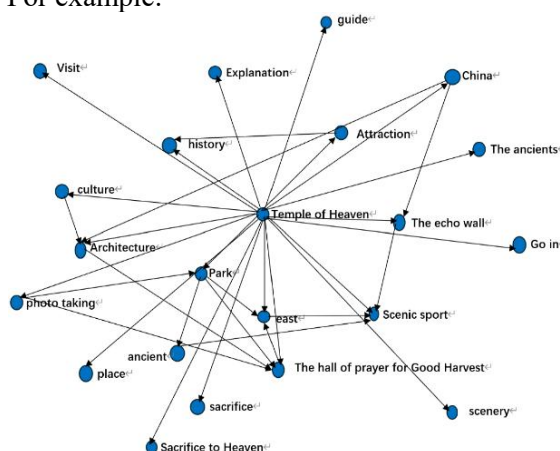 For example:
guide
Visit
Explanation
China
history
Attraction
The ancients
culture
Temple of Heaven
The echo wall
Architecture
Go in
Park
photo taking
east
Scenic sport
ancient
place
The hall of prayer for Good Harvest
sacrifice
scenery
Sacrifice to Heaven